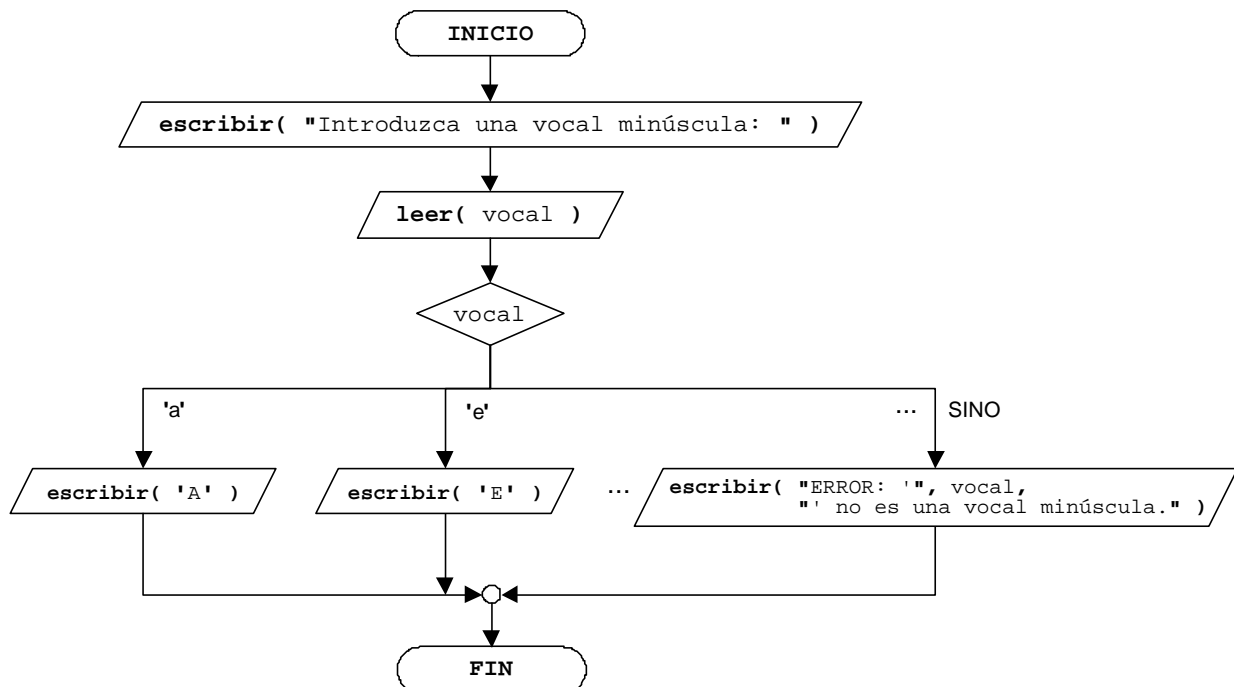 INICIO
escribir( "Introduzca una vocal minúscula: " )
leer( vocal )
vocal
'a'
'e'
...
SINO
escribir( 'A' )
escribir( 'E' )
...
escribir( "ERROR: '", vocal,
"' no es una vocal minúscula." )
FIN